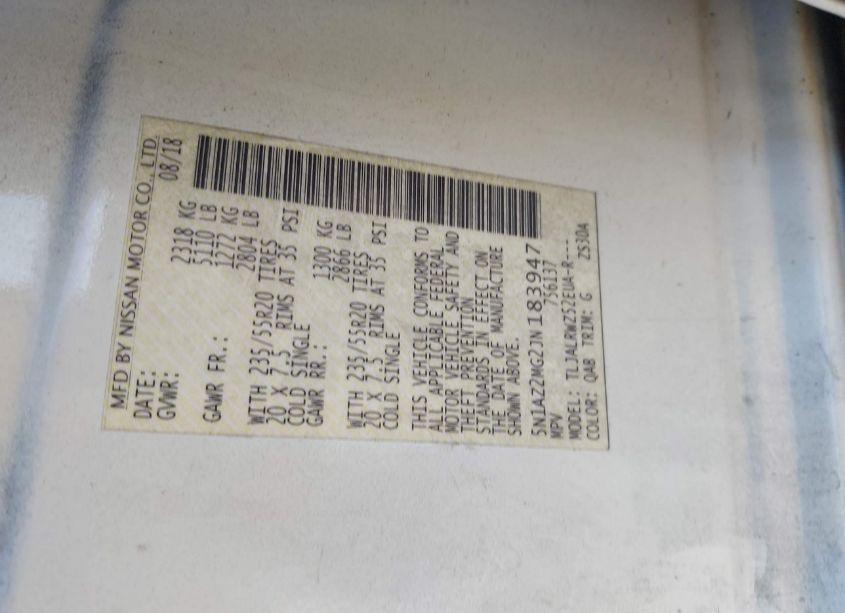 MFD BY NISSAN MOTOR CO., LTD.
DATE: 08/18
GVWR: 2318 KG
5110 LB
GAWR FR.: 1272 KG
2804 LB
WITH 235/55R20 TIRES
20 X 7.5 RIMS AT 35 PSI
COLD SINGLE
GAWR RR.: 1300 KG
2866 LB
WITH 235/55R20 TIRES
20 X 7.5 RIMS AT 35 PSI
COLD SINGLE
THIS VEHICLE CONFORMS TO
ALL APPLICABLE FEDERAL
MOTOR VEHICLE SAFETY AND
THEFT PREVENTION
STANDARDS IN EFFECT ON
THE DATE OF MANUFACTURE
SHOWN ABOVE.
5N1AZ2MG2JN183947
MPV 756137
MODEL: TLJALRWZ52EUA-R---
COLOR: QAB TRIM: G ZS30A